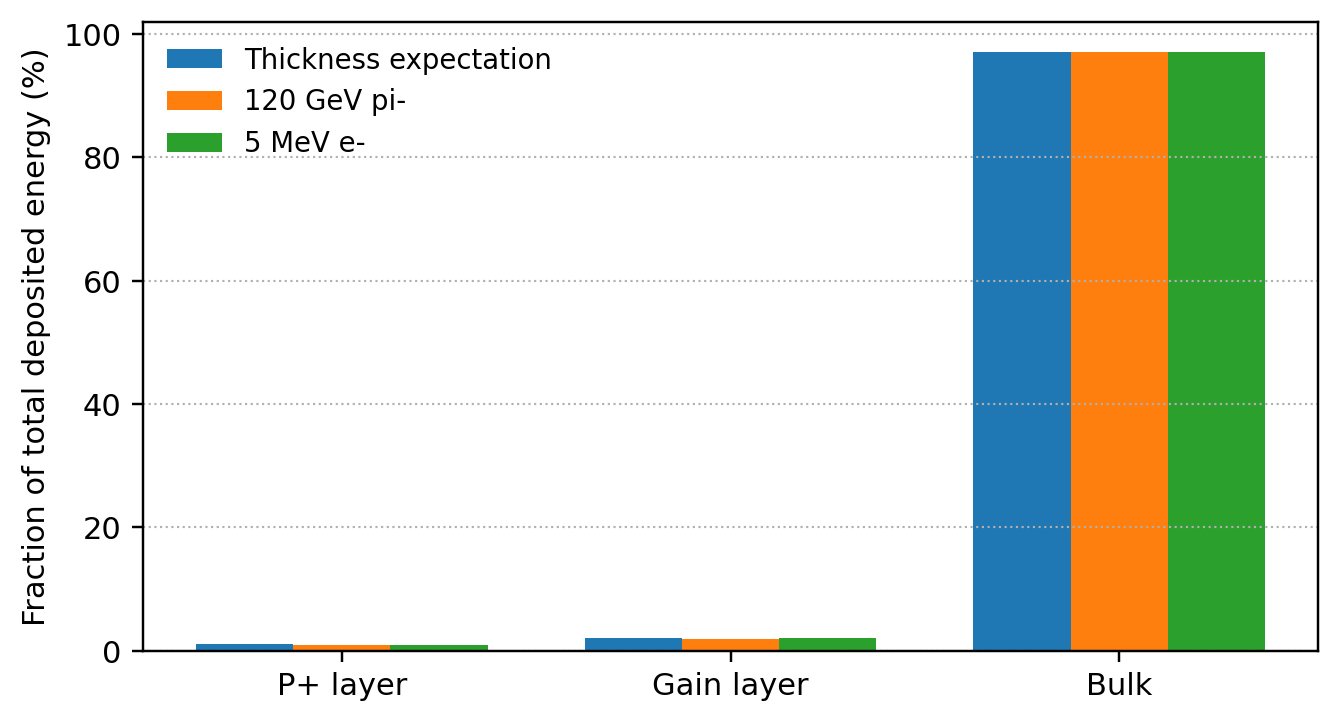 Fraction of total deposited energy (%)
100
80
60
40
20
0
Thickness expectation
120 GeV pi-
5 MeV e-
P+ layer
Gain layer
Bulk